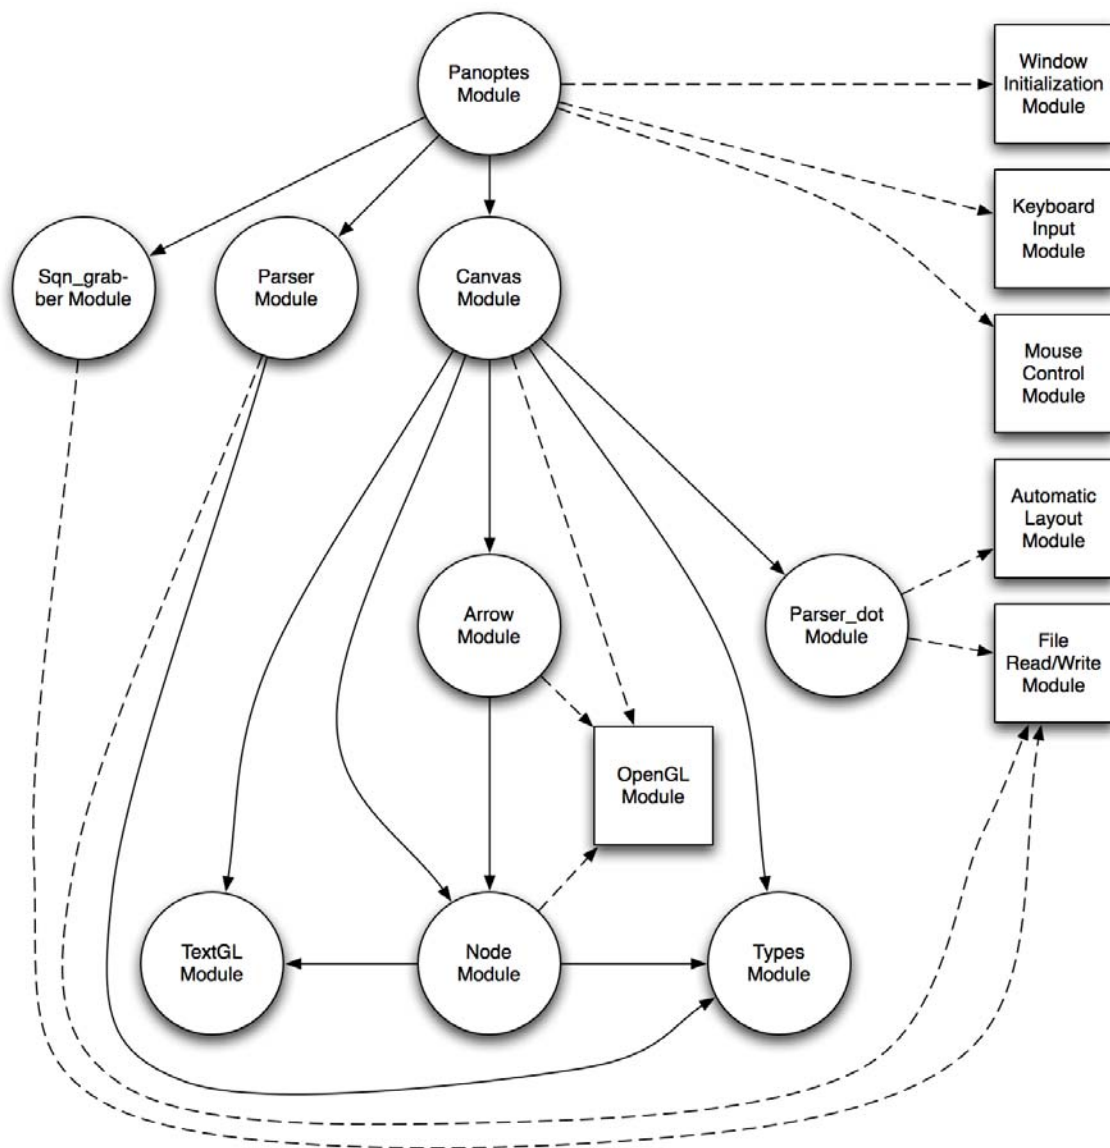 Panoptes
Module
Window
Initialization
Module
Keyboard
Input
Module
Sqn_grab-
ber Module
Parser
Module
Canvas
Module
Mouse
Control
Module
Automatic
Layout
Module
Arrow
Module
Parser_dot
Module
File
Read/Write
Module
OpenGL
Module
TextGL
Module
Node
Module
Types
Module